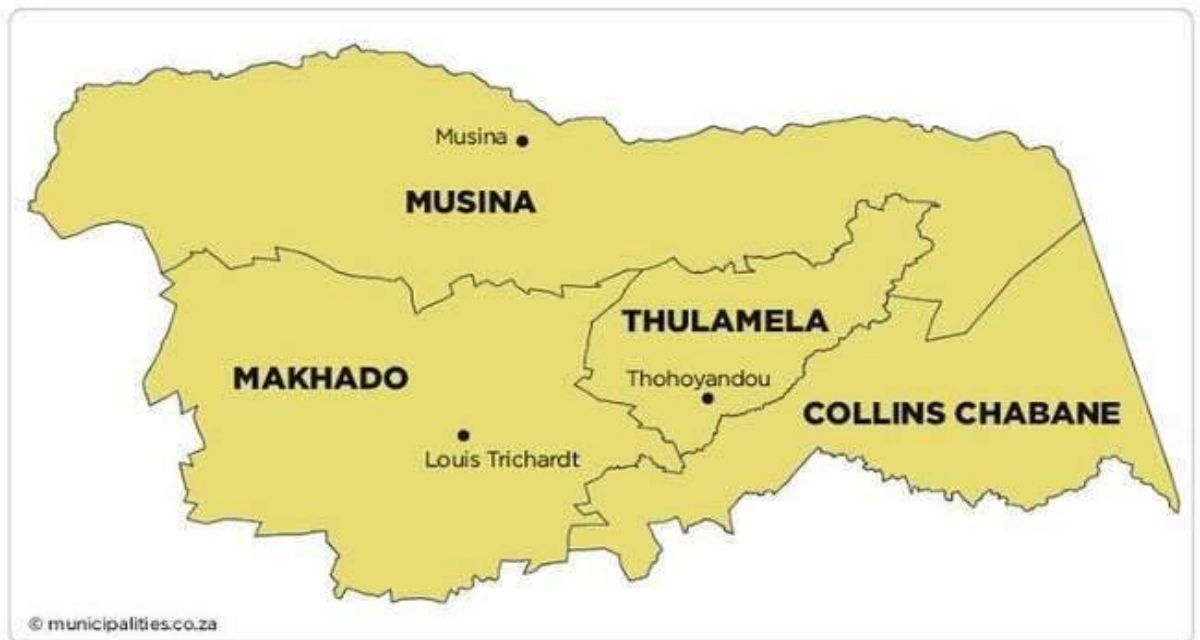 Musina
MUSINA
THULAMELA
MAKHADO
Thohoyandou
COLLINS CHABANE
Louis Trichardt
© municipalities.co.za